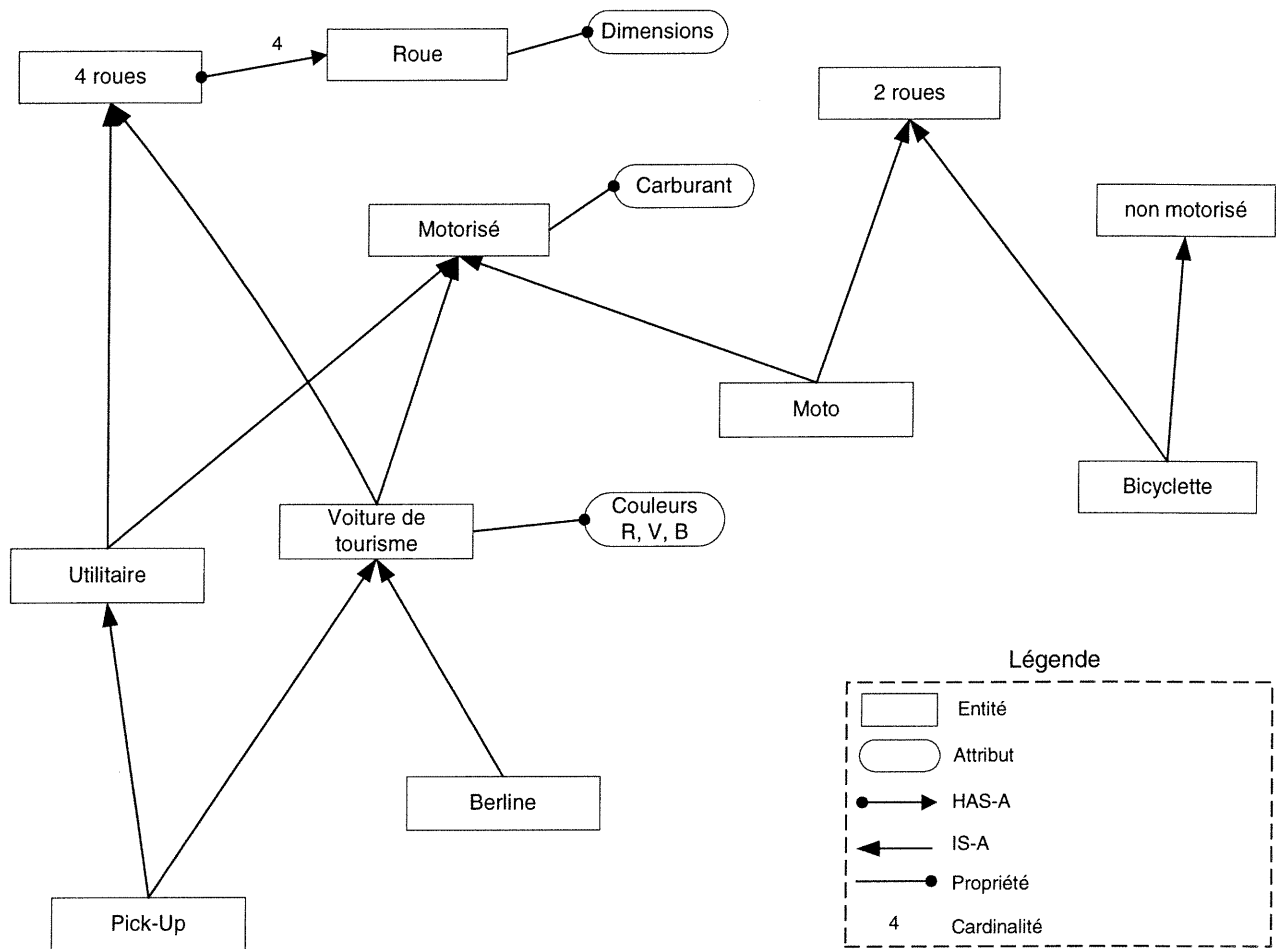 4
Dimensions
4 roues
Roue
2 roues
Carburant
non motorisé
Motorisé
Moto
Bicyclette
Voiture de
tourisme
Couleurs
R, V, B
Utilitaire
Berline
Pick-Up
Légende
Entité
Attribut
HAS-A
IS-A
Propriété
4
Cardinalité